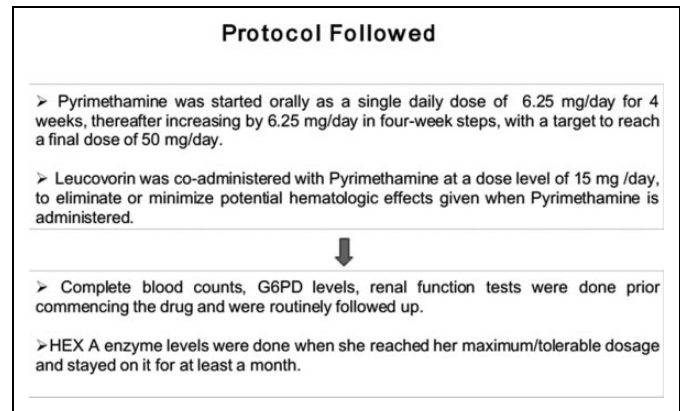 Protocol Followed
➢ Pyrimethamine was started orally as a single daily dose of 6.25 mg/day for 4
weeks, thereafter increasing by 6.25 mg/day in four-week steps, with a target to reach
a final dose of 50 mg/day.
➢ Leucovorin was co-administered with Pyrimethamine at a dose level of 15 mg /day,
to eliminate or minimize potential hematologic effects given when Pyrimethamine is
administered.
➢ Complete blood counts, G6PD levels, renal function tests were done prior
commencing the drug and were routinely followed up.
➢HEX A enzyme levels were done when she reached her maximum/tolerable dosage
and stayed on it for at least a month.